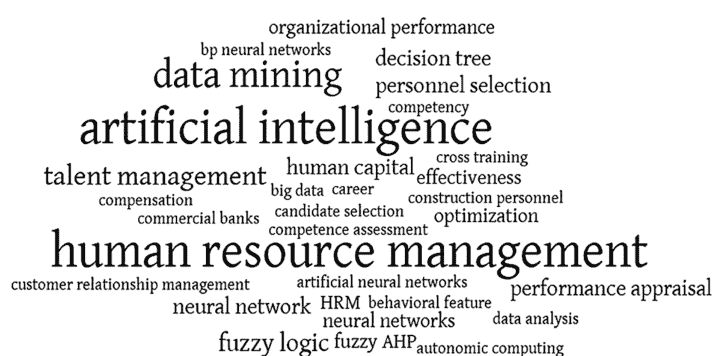 organizational performance
bp neural networks
decision tree
data mining
personnel selection
competency
artificial intelligence
cross training
human capital
talent management
effectiveness
big data
career
compensation
construction personnel
commercial banks
candidate selection
optimization
competence assessment
human resource management
customer relationship management
artificial neural networks
performance appraisal
neural network
HRM
behavioral feature
neural networks
data analysis
fuzzy logic
fuzzy AHP
autonomic computing